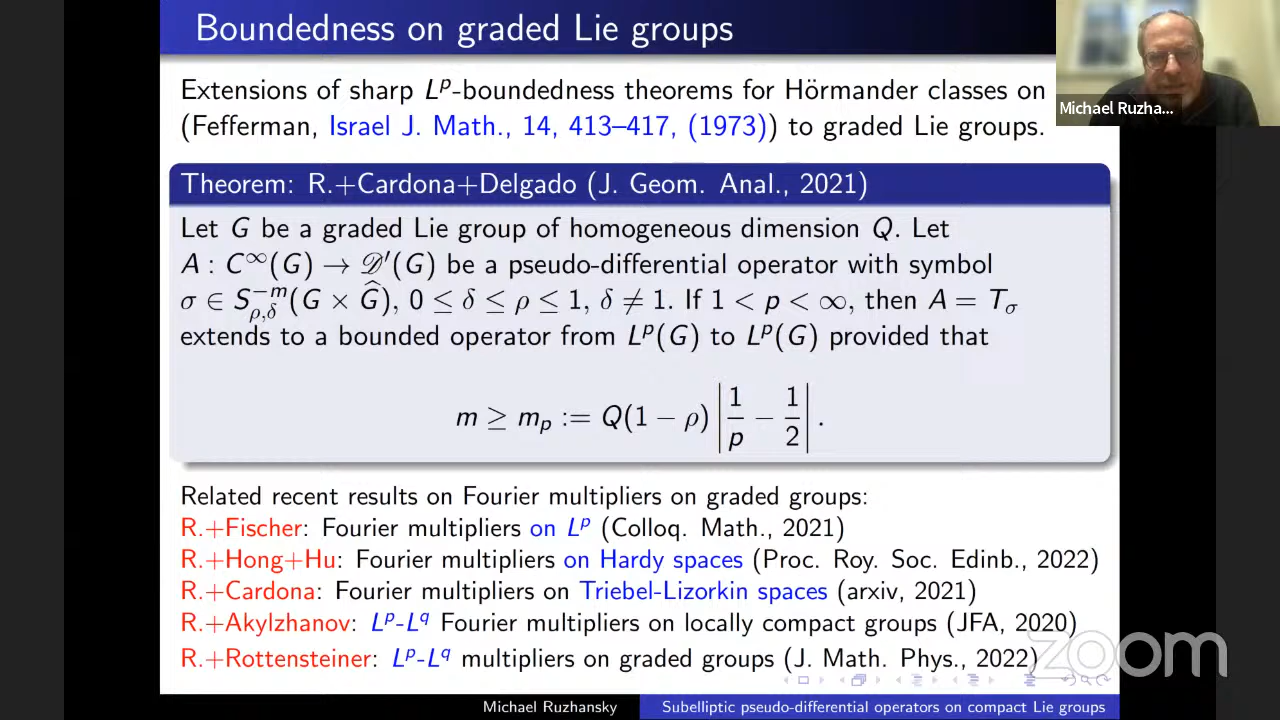 Boundedness on graded Lie groups
Extensions of sharp Lᵖ-boundedness theorems for Hörmander classes on
(Fefferman, Israel J. Math., 14, 413–417, (1973)) to graded Lie groups.
Michael Ruzha...
Theorem: R.+Cardona+Delgado (J. Geom. Anal., 2021)
Let G be a graded Lie group of homogeneous dimension Q. Let
A : C^∞(G) → 𝒟′(G) be a pseudo-differential operator with symbol
σ ∈ S^{−m}_{ρ,δ}(G × Ĝ), 0 ≤ δ ≤ ρ ≤ 1, δ ≠ 1. If 1 < p < ∞, then A = T_σ
extends to a bounded operator from Lᵖ(G) to Lᵖ(G) provided that
m ≥ m_p := Q(1 − ρ) |1/p − 1/2| .
Related recent results on Fourier multipliers on graded groups:
R.+Fischer: Fourier multipliers on Lᵖ (Colloq. Math., 2021)
R.+Hong+Hu: Fourier multipliers on Hardy spaces (Proc. Roy. Soc. Edinb., 2022)
R.+Cardona: Fourier multipliers on Triebel-Lizorkin spaces (arxiv, 2021)
R.+Akylzhanov: Lᵖ-L^q Fourier multipliers on locally compact groups (JFA, 2020)
R.+Rottensteiner: Lᵖ-L^q multipliers on graded groups (J. Math. Phys., 2022)
zoom
Michael Ruzhansky
Subelliptic pseudo-differential operators on compact Lie groups